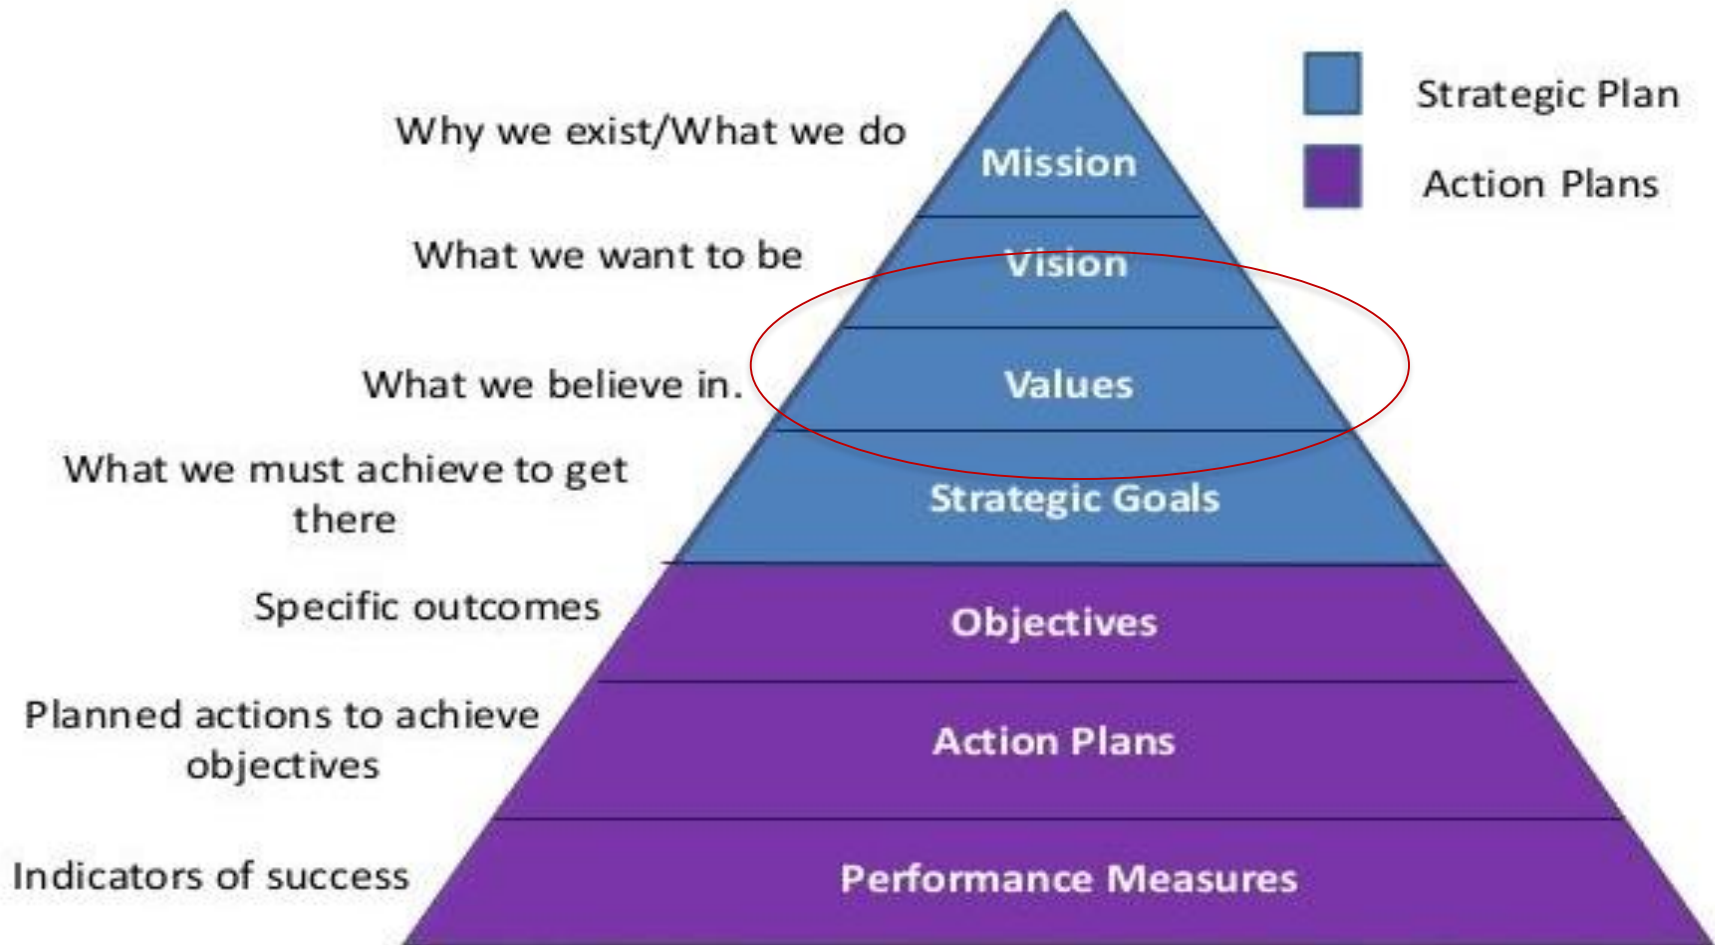 Why we exist/What we do
Mission
Strategic Plan
Action Plans
What we want to be
Vision
What we believe in.
Values
What we must achieve to get
there
Strategic Goals
Specific outcomes
Objectives
Planned actions to achieve
objectives
Action Plans
Indicators of success
Performance Measures